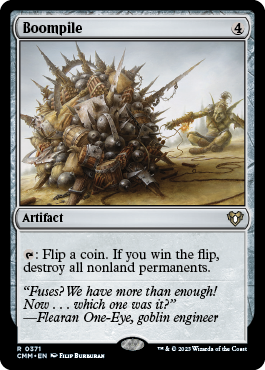 Boompile 4
Artifact
: Flip a coin. If you win the flip,
destroy all nonland permanents.
“Fuses? We have more than enough!
Now . . . which one was it?”
—Flearan One-Eye, goblin engineer
R 0371
CMM • EN Filip Burburan
™ & © 2023 Wizards of the Coast